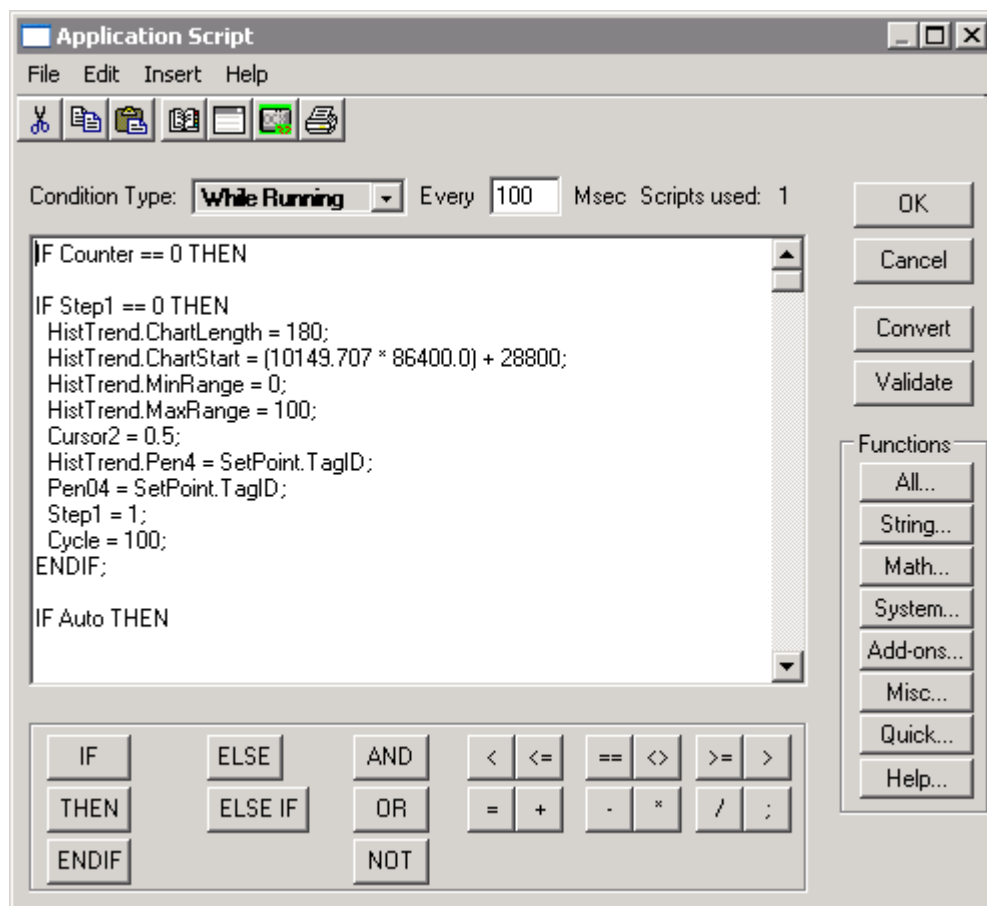 Application Script
File Edit Insert Help
Condition Type: While Running Every 100 Msec Scripts used: 1
IF Counter == 0 THEN
IF Step1 == 0 THEN
HistTrend.ChartLength = 180;
HistTrend.ChartStart = (10149.707 * 86400.0) + 28800;
HistTrend.MinRange = 0;
HistTrend.MaxRange = 100;
Cursor2 = 0.5;
HistTrend.Pen4 = SetPoint.TagID;
Pen04 = SetPoint.TagID;
Step1 = 1;
Cycle = 100;
ENDIF;
IF Auto THEN
OK
Cancel
Convert
Validate
Functions
All...
String...
Math...
System...
Add-ons...
Misc...
Quick...
Help...
IF ELSE AND < <= == <> >= >
THEN ELSE IF OR = + - * / ;
ENDIF NOT